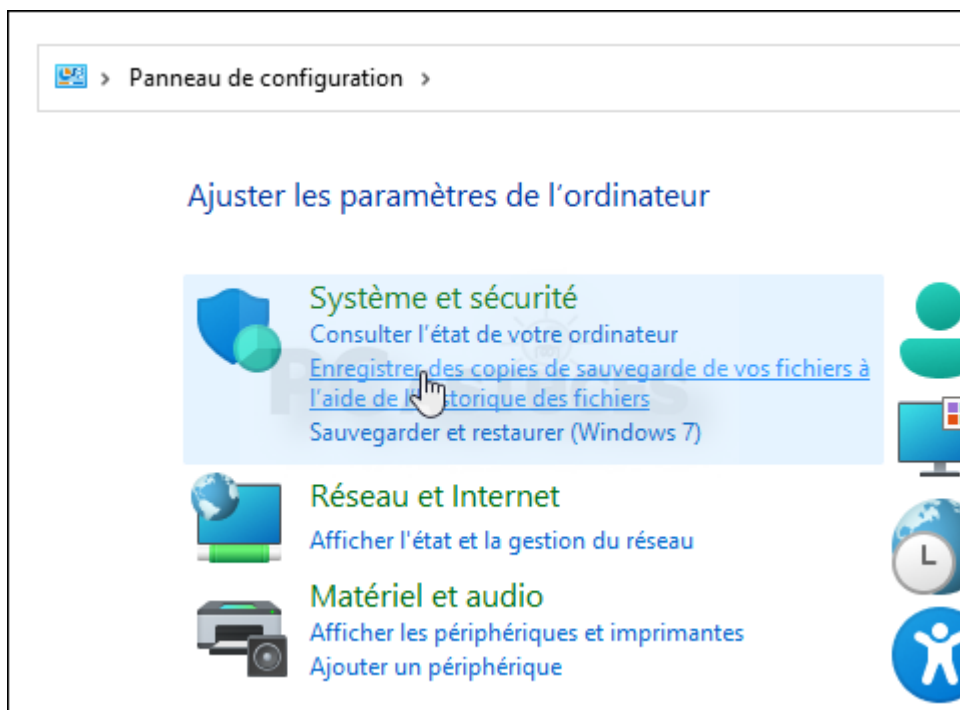 Panneau de configuration
Ajuster les paramètres de l'ordinateur
Système et sécurité
Consulter l'état de votre ordinateur
Enregistrer des copies de sauvegarde de vos fichiers à
l'aide de l'historique des fichiers
Sauvegarder et restaurer (Windows 7)
Réseau et Internet
Afficher l'état et la gestion du réseau
Matériel et audio
Afficher les périphériques et imprimantes
Ajouter un périphérique